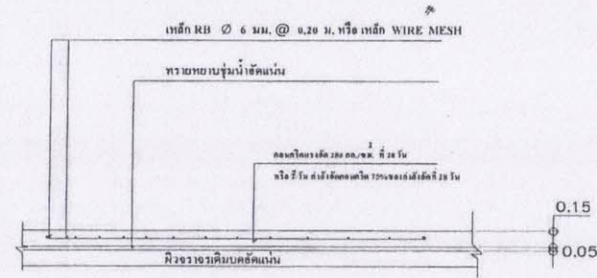 เหล็ก RB Ø 6 มม. @ 0.20 ม. หรือ เหล็ก WIRE MESH
ทรายหยาบชุ่มน้ำอัดแน่น
คอนกรีตแรงอัด 280 กก./ซม.2 ที่ 28 วัน
หรือ 7 วัน กำลังอัดคอนกรีต 75%ของกำลังอัดที่ 28 วัน
0.15
0.05
ผิวจราจรเดิมบดอัดแน่น